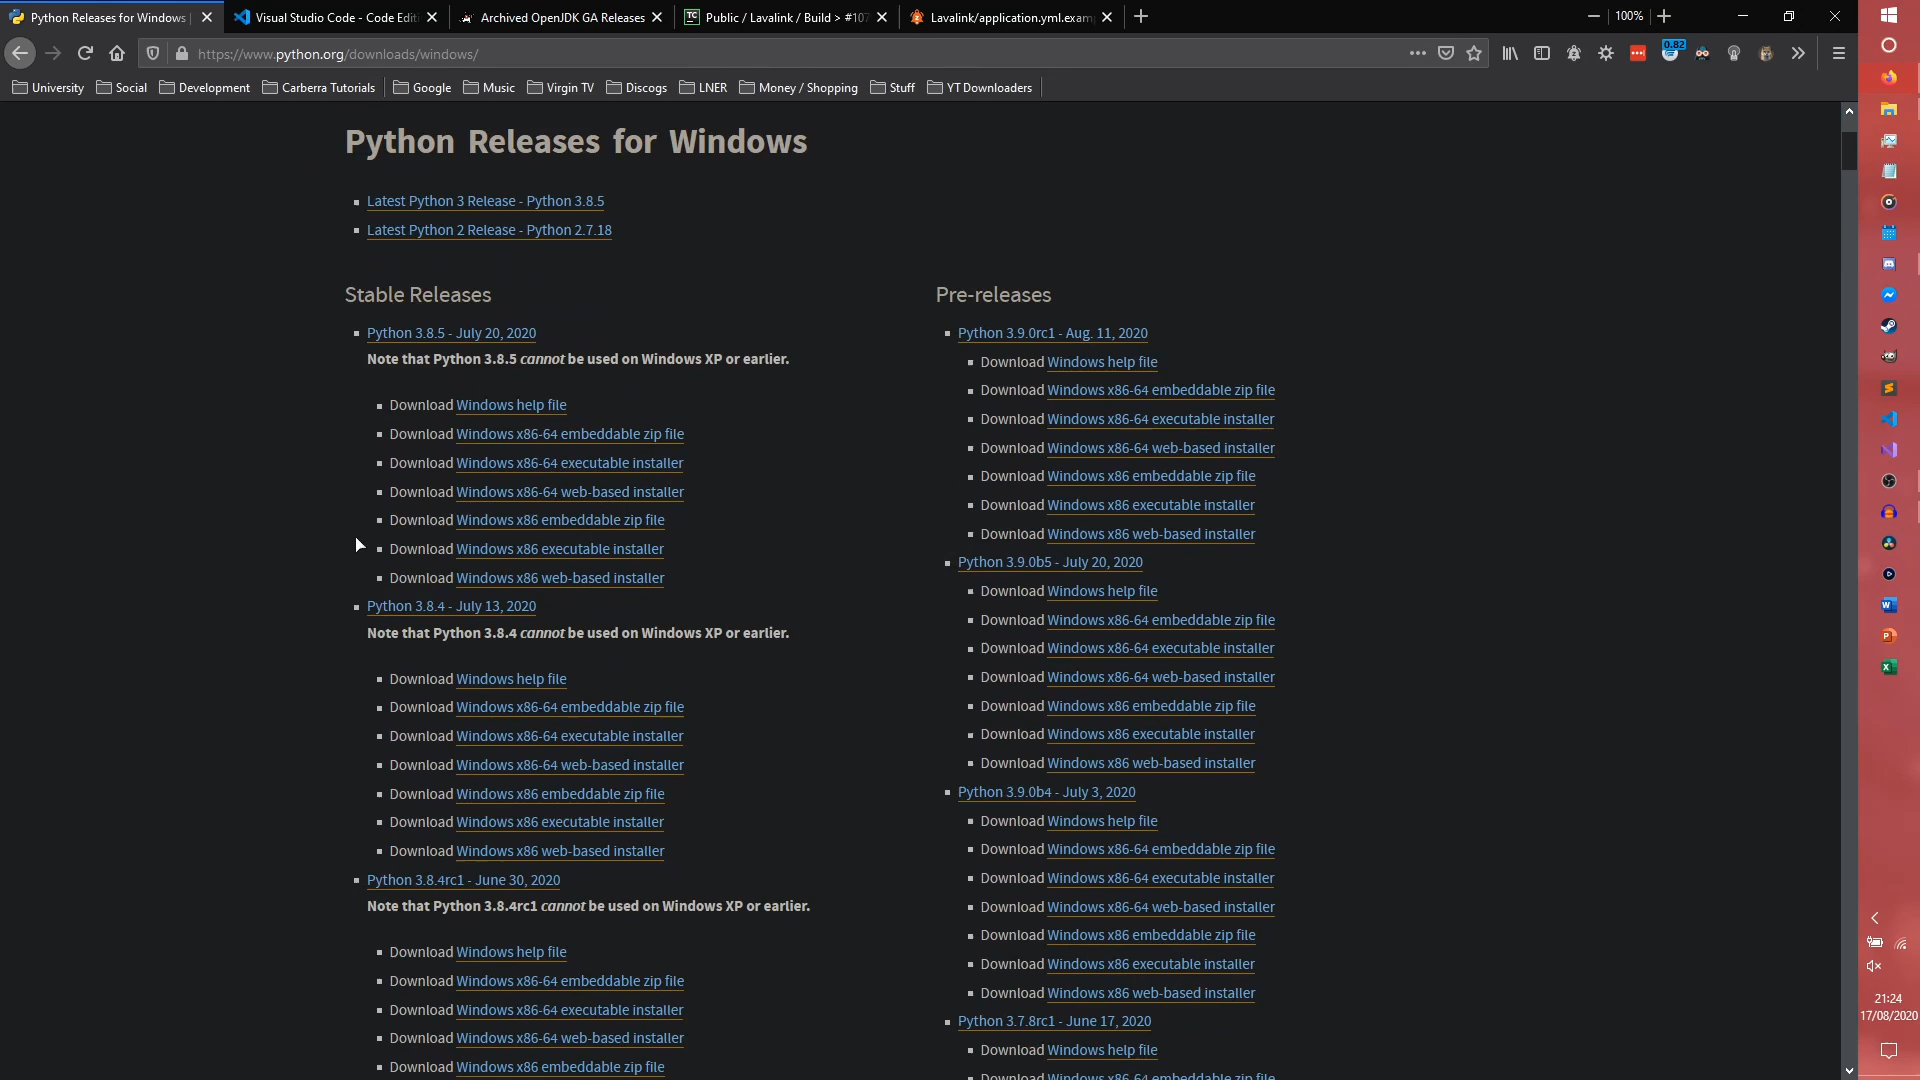 Python Releases for Windows
Visual Studio Code - Code Edit
Archived OpenJDK GA Releases
Public / Lavalink / Build > #107
Lavalink/application.yml.exam
100%
https://www.python.org/downloads/windows/
0.82
University
Social
Development
Carberra Tutorials
Google
Music
Virgin TV
Discogs
LNER
Money / Shopping
Stuff
YT Downloaders
Python Releases for Windows
Latest Python 3 Release - Python 3.8.5
Latest Python 2 Release - Python 2.7.18
Stable Releases
Python 3.8.5 - July 20, 2020
Note that Python 3.8.5 cannot be used on Windows XP or earlier.
Download Windows help file
Download Windows x86-64 embeddable zip file
Download Windows x86-64 executable installer
Download Windows x86-64 web-based installer
Download Windows x86 embeddable zip file
Download Windows x86 executable installer
Download Windows x86 web-based installer
Python 3.8.4 - July 13, 2020
Note that Python 3.8.4 cannot be used on Windows XP or earlier.
Download Windows help file
Download Windows x86-64 embeddable zip file
Download Windows x86-64 executable installer
Download Windows x86-64 web-based installer
Download Windows x86 embeddable zip file
Download Windows x86 executable installer
Download Windows x86 web-based installer
Python 3.8.4rc1 - June 30, 2020
Note that Python 3.8.4rc1 cannot be used on Windows XP or earlier.
Download Windows help file
Download Windows x86-64 embeddable zip file
Download Windows x86-64 executable installer
Download Windows x86-64 web-based installer
Download Windows x86 embeddable zip file
Pre-releases
Python 3.9.0rc1 - Aug. 11, 2020
Download Windows help file
Download Windows x86-64 embeddable zip file
Download Windows x86-64 executable installer
Download Windows x86-64 web-based installer
Download Windows x86 embeddable zip file
Download Windows x86 executable installer
Download Windows x86 web-based installer
Python 3.9.0b5 - July 20, 2020
Download Windows help file
Download Windows x86-64 embeddable zip file
Download Windows x86-64 executable installer
Download Windows x86-64 web-based installer
Download Windows x86 embeddable zip file
Download Windows x86 executable installer
Download Windows x86 web-based installer
Python 3.9.0b4 - July 3, 2020
Download Windows help file
Download Windows x86-64 embeddable zip file
Download Windows x86-64 executable installer
Download Windows x86-64 web-based installer
Download Windows x86 embeddable zip file
Download Windows x86 executable installer
Download Windows x86 web-based installer
Python 3.7.8rc1 - June 17, 2020
Download Windows help file
Download Windows x86-64 embeddable zip file
21:24
17/08/2020